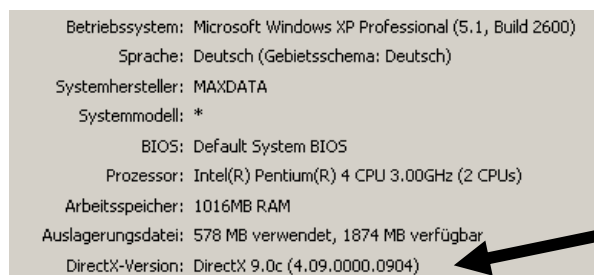 Betriebssystem: Microsoft Windows XP Professional (5.1, Build 2600)
Sprache: Deutsch (Gebietsschema: Deutsch)
Systemhersteller: MAXDATA
Systemmodell: *
BIOS: Default System BIOS
Prozessor: Intel(R) Pentium(R) 4 CPU 3.00GHz (2 CPUs)
Arbeitsspeicher: 1016MB RAM
Auslagerungsdatei: 578 MB verwendet, 1874 MB verfügbar
DirectX-Version: DirectX 9.0c (4.09.0000.0904)